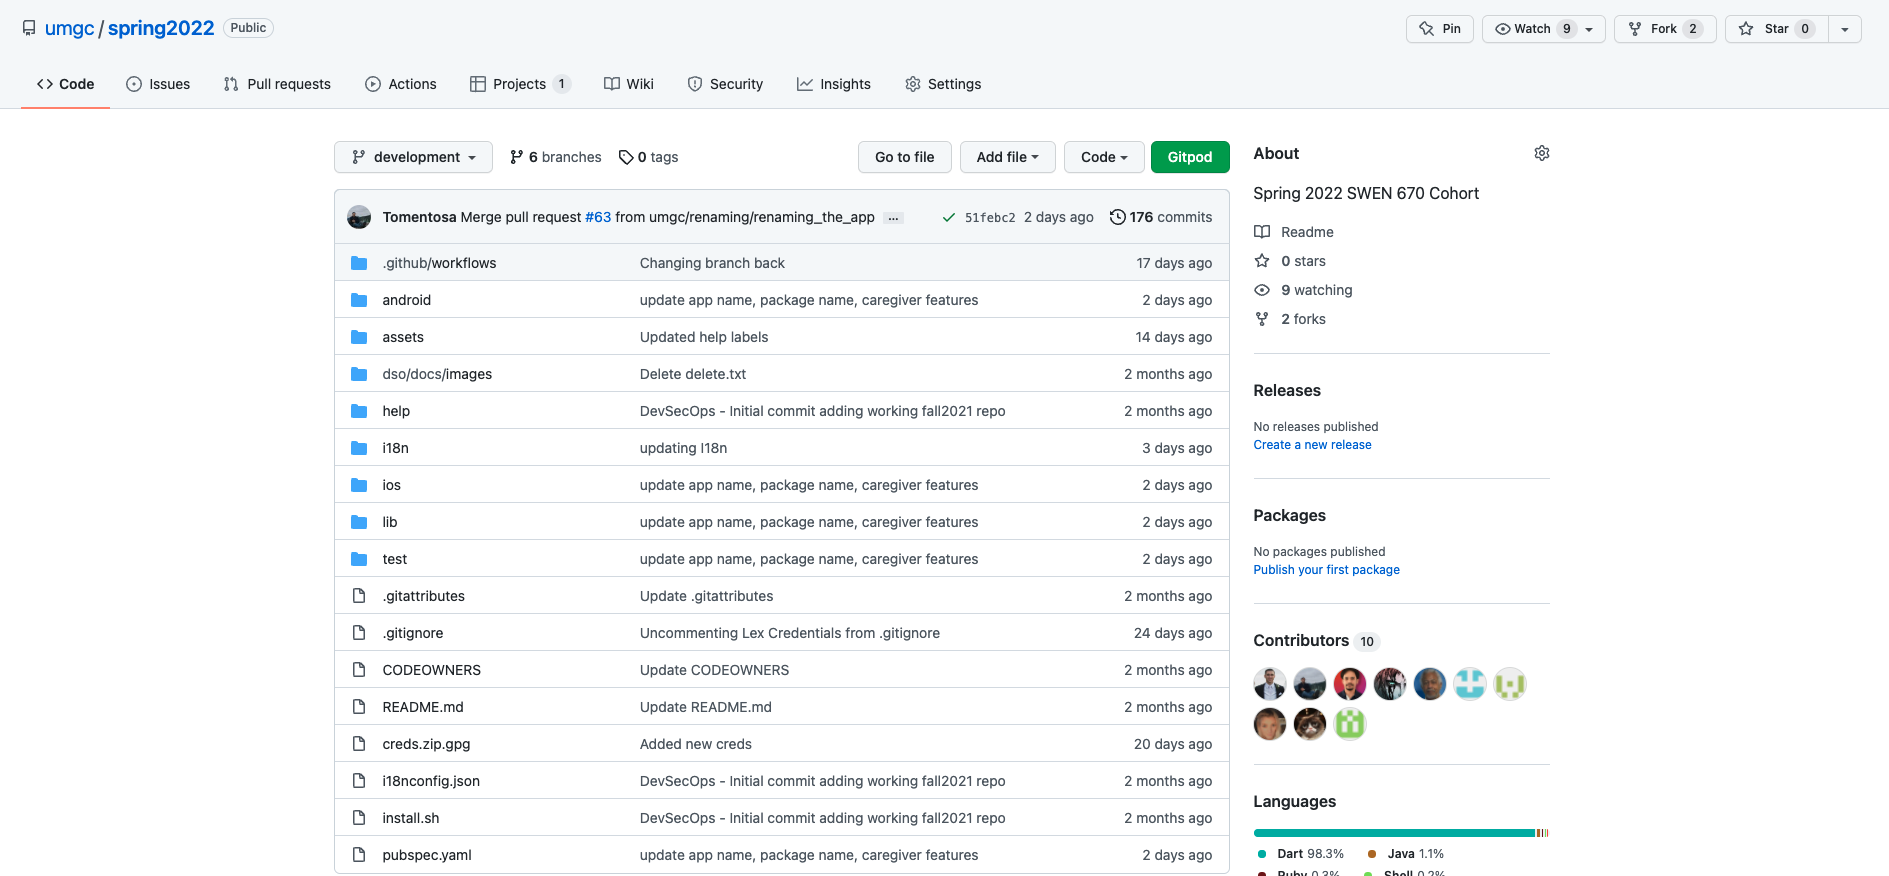 umgc / spring2022 Public
Pin Watch 9 Fork 2 Star 0
Code Issues Pull requests Actions Projects 1 Wiki Security Insights Settings
development 6 branches 0 tags Go to file Add file Code Gitpod
Tomentosa Merge pull request #63 from umgc/renaming/renaming_the_app ... 51febc2 2 days ago 176 commits
.github/workflows Changing branch back 17 days ago
android update app name, package name, caregiver features 2 days ago
assets Updated help labels 14 days ago
dso/docs/images Delete delete.txt 2 months ago
help DevSecOps - Initial commit adding working fall2021 repo 2 months ago
i18n updating I18n 3 days ago
ios update app name, package name, caregiver features 2 days ago
lib update app name, package name, caregiver features 2 days ago
test update app name, package name, caregiver features 2 days ago
.gitattributes Update .gitattributes 2 months ago
.gitignore Uncommenting Lex Credentials from .gitignore 24 days ago
CODEOWNERS Update CODEOWNERS 2 months ago
README.md Update README.md 2 months ago
creds.zip.gpg Added new creds 20 days ago
i18nconfig.json DevSecOps - Initial commit adding working fall2021 repo 2 months ago
install.sh DevSecOps - Initial commit adding working fall2021 repo 2 months ago
pubspec.yaml update app name, package name, caregiver features 2 days ago
About
Spring 2022 SWEN 670 Cohort
Readme
0 stars
9 watching
2 forks
Releases
No releases published
Create a new release
Packages
No packages published
Publish your first package
Contributors 10
Languages
Dart 98.3% Java 1.1%
Ruby 0.3% Shell 0.2%